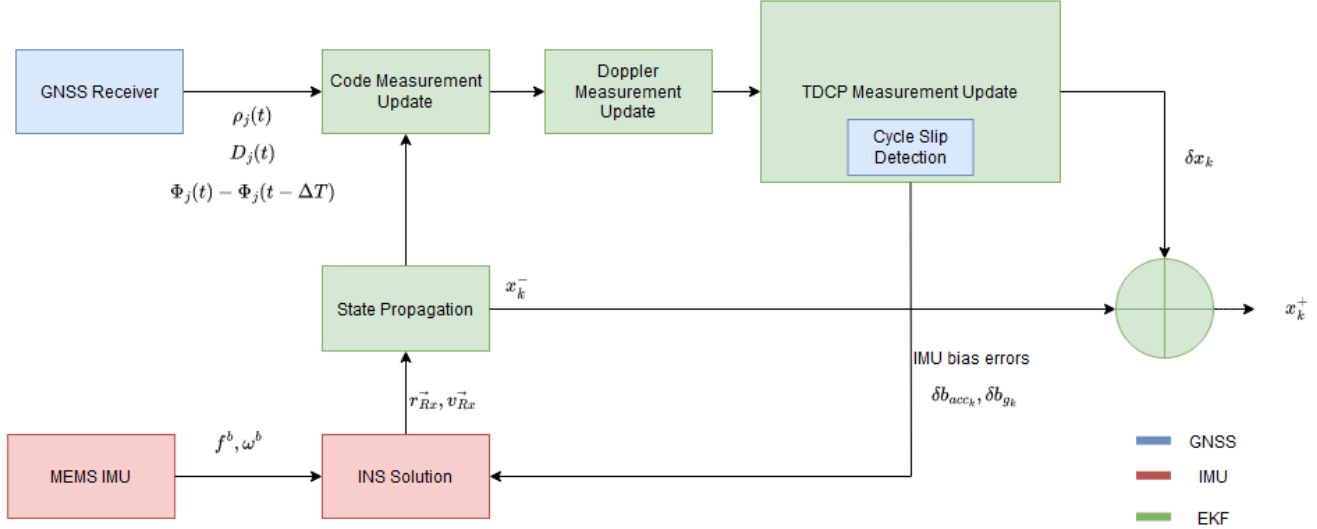 GNSS Receiver
Code Measurement
Update
Doppler
Measurement
Update
TDCP Measurement Update
Cycle Slip
Detection
ρ_j(t)
D_j(t)
Φ_j(t) − Φ_j(t − ΔT)
δx_k
State Propagation
x_k^−
x_k^+
IMU bias errors
δb_{acc_k}, δb_{g_k}
r⃗_{Rx}, v⃗_{Rx}
MEMS IMU
f^b, ω^b
INS Solution
GNSS
IMU
EKF